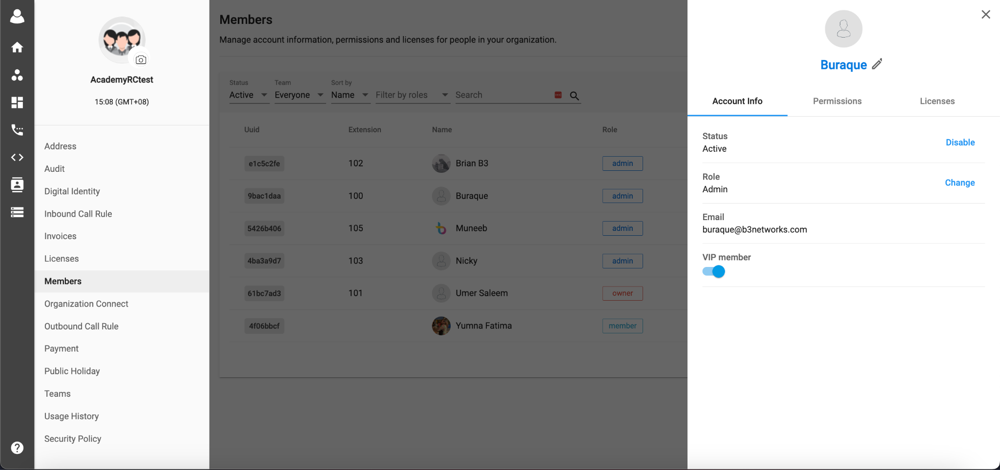 AcademyRCtest
15:08 (GMT+08)
Address
Audit
Digital Identity
Inbound Call Rule
Invoices
Licenses
Members
Organization Connect
Outbound Call Rule
Payment
Public Holiday
Teams
Usage History
Security Policy
Members
Manage account information, permissions and licenses for people in your organization.
Status Team Sort by
Active Everyone Name Filter by roles Search
Uuid Extension Name Role
e1c5c2fe 102 Brian B3 admin
9bac1daa 100 Buraque admin
5426b406 105 Muneeb admin
4ba3a9d7 103 Nicky admin
61bc7ad3 101 Umer Saleem owner
4f06bbcf Yumna Fatima member
Buraque
Account Info Permissions Licenses
Status
Active
Disable
Role
Admin
Change
Email
buraque@b3networks.com
VIP member